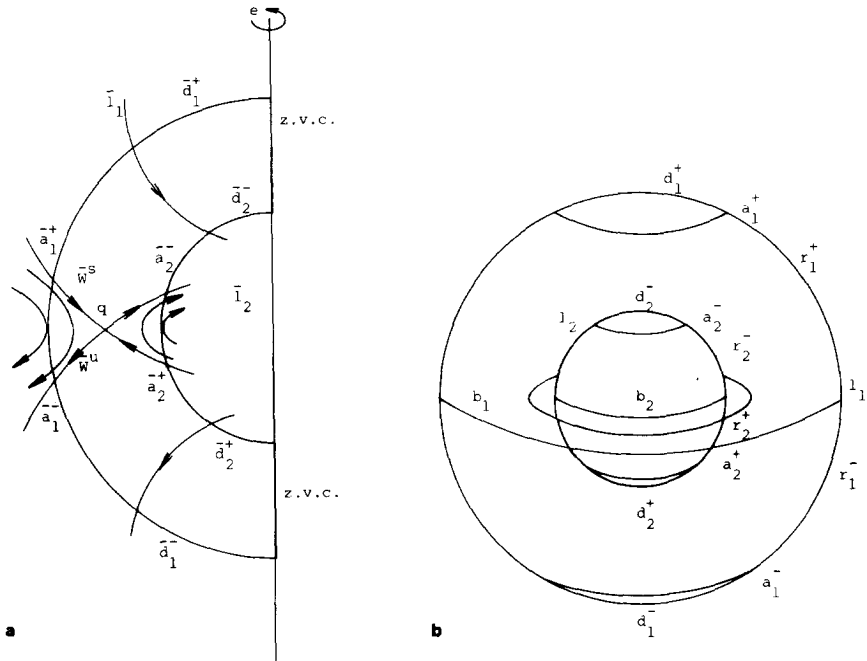 e
d̄₁⁺
l̄₁
z.v.c.
d̄₂⁻
ā₁⁺
W̄ˢ
ā₂⁻
q
l̄₂
W̄ᵘ
ā₁⁻
ā₂⁺
d̄₂⁺
z.v.c.
d̄₁⁻
a
d₁⁺
a₁⁺
r₁⁺
d₂⁻
l₂
a₂⁻
r₂⁻
b₁
b₂
l₁
r₂⁺
a₂⁺
r₁⁻
d₂⁺
a₁⁻
d₁⁻
b